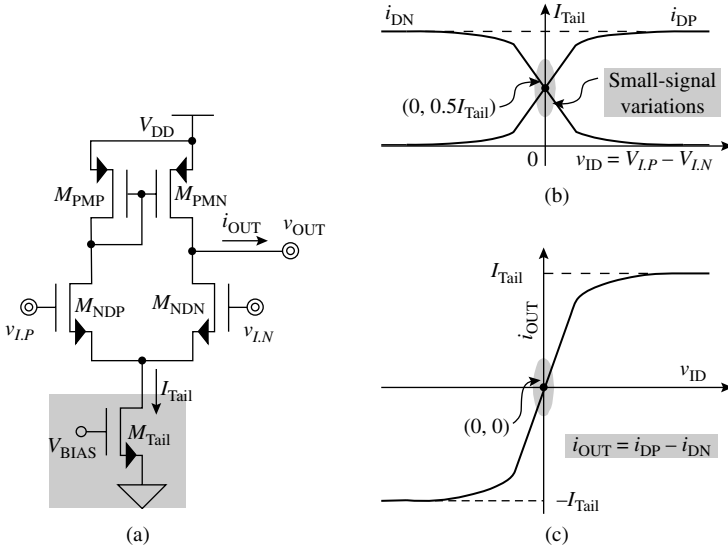 V_DD
M_PMP
M_PMN
i_OUT
v_OUT
M_NDP
M_NDN
v_I.P
v_I.N
I_Tail
M_Tail
V_BIAS
(a)
i_DN
I_Tail
i_DP
(0, 0.5I_Tail)
Small-signal
variations
0
v_ID = V_I.P – V_I.N
(b)
I_Tail
i_OUT
v_ID
(0, 0)
i_OUT = i_DP – i_DN
–I_Tail
(c)